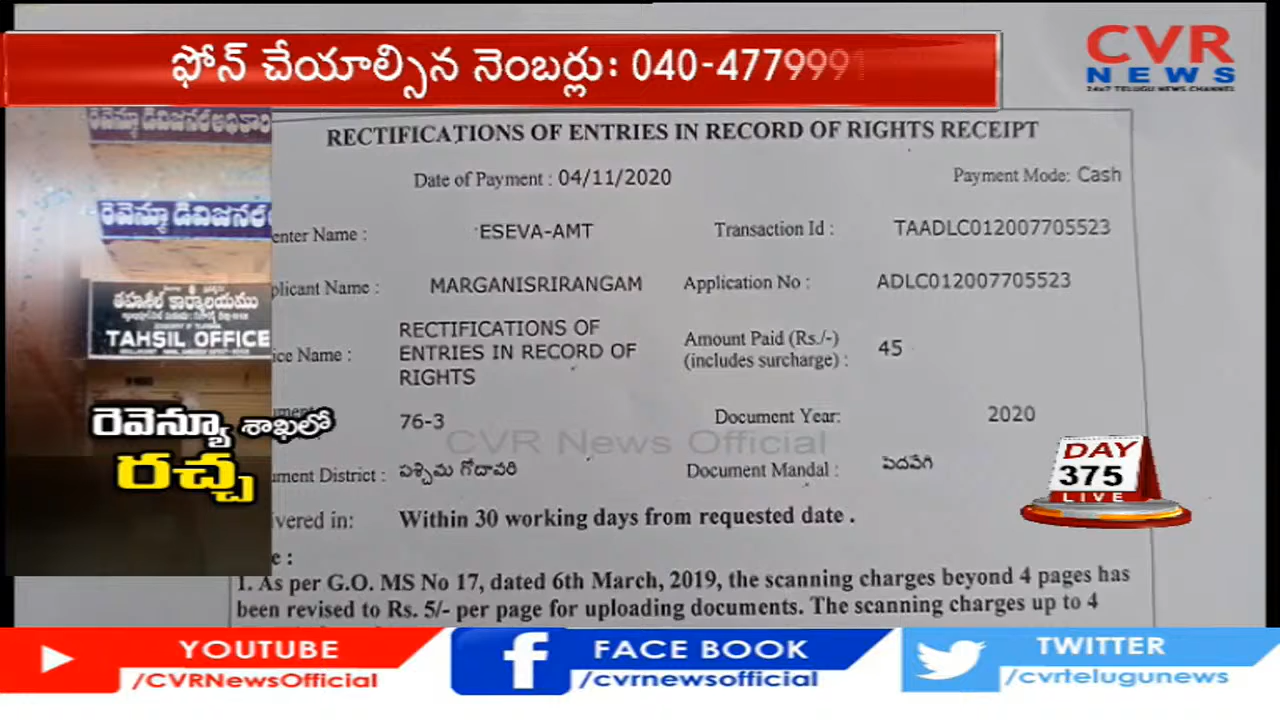 ఫోన్ చేయాల్సిన నెంబర్లు: 040-4779991
CVR
NEWS
24x7 TELUGU NEWS CHANNEL
రెవెన్యూ డివిజనల్
TAHSIL OFFICE
రెవెన్యూ శాఖలో
రచ్చ
RECTIFICATIONS OF ENTRIES IN RECORD OF RIGHTS RECEIPT
Date of Payment : 04/11/2020 Payment Mode: Cash
enter Name : ESEVA-AMT Transaction Id : TAADLC012007705523
plicant Name : MARGANISRIRANGAM Application No : ADLC012007705523
ice Name : RECTIFICATIONS OF ENTRIES IN RECORD OF RIGHTS Amount Paid (Rs./-) (includes surcharge) : 45
76-3 Document Year: 2020
CVR News Official
ument District : పశ్చిమ గోదావరి Document Mandal : పెదవేగి
vered in: Within 30 working days from requested date .
e :
1. As per G.O. MS No 17, dated 6th March, 2019, the scanning charges beyond 4 pages has
been revised to Rs. 5/- per page for uploading documents. The scanning charges up to 4
DAY
375
LIVE
YOUTUBE
/CVRNewsOfficial
FACE BOOK
/cvrnewsofficial
TWITTER
/cvrtelugunews